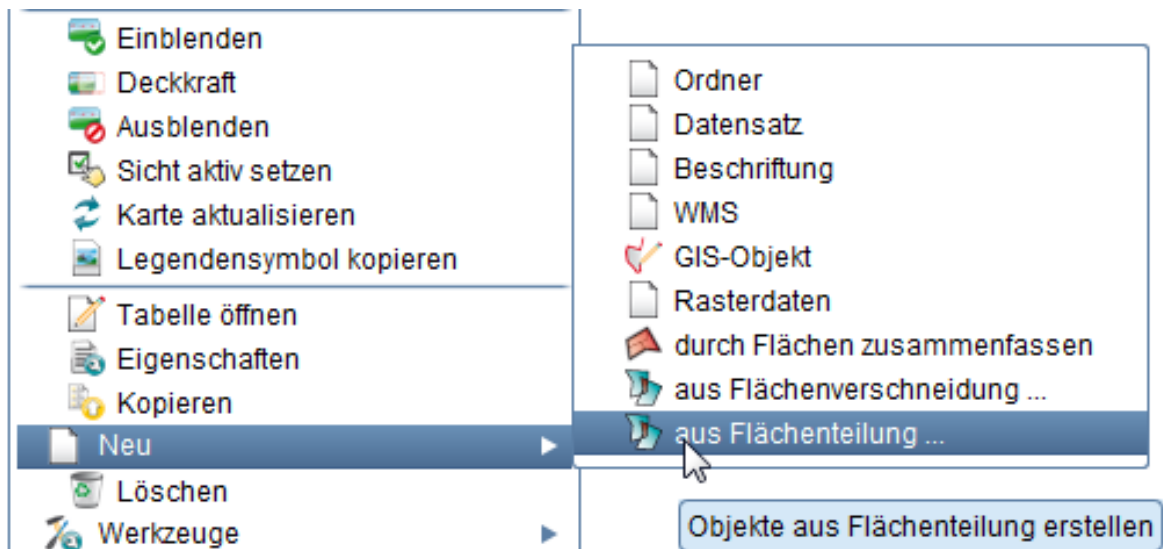 Einblenden
Deckkraft
Ausblenden
Sicht aktiv setzen
Karte aktualisieren
Legendensymbol kopieren
Tabelle öffnen
Eigenschaften
Kopieren
Neu
Löschen
Werkzeuge
Ordner
Datensatz
Beschriftung
WMS
GIS-Objekt
Rasterdaten
durch Flächen zusammenfassen
aus Flächenverschneidung ...
aus Flächenteilung ...
Objekte aus Flächenteilung erstellen